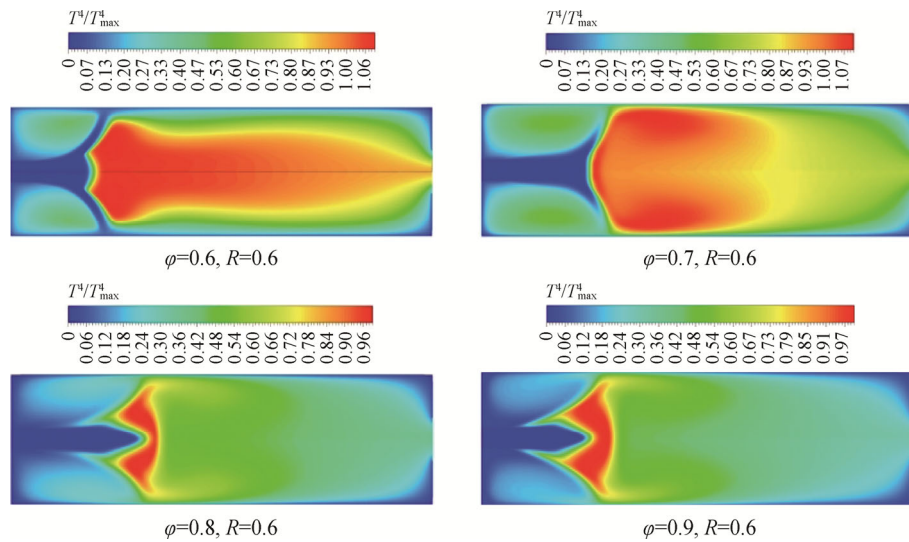 T⁴/T⁴max
0 0.07 0.13 0.20 0.27 0.33 0.40 0.47 0.53 0.60 0.67 0.73 0.80 0.87 0.93 1.00 1.06
φ=0.6, R=0.6
T⁴/T⁴max
0 0.07 0.13 0.20 0.27 0.33 0.40 0.47 0.53 0.60 0.67 0.73 0.80 0.87 0.93 1.00 1.07
φ=0.7, R=0.6
T⁴/T⁴max
0 0.06 0.12 0.18 0.24 0.30 0.36 0.42 0.48 0.54 0.60 0.66 0.72 0.78 0.84 0.90 0.96
φ=0.8, R=0.6
T⁴/T⁴max
0 0.06 0.12 0.18 0.24 0.30 0.36 0.42 0.48 0.54 0.60 0.67 0.73 0.79 0.85 0.91 0.97
φ=0.9, R=0.6